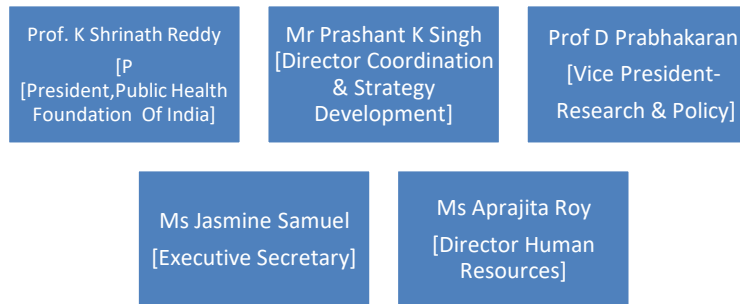 Prof. K Shrinath Reddy
[P
[President,Public Health
Foundation Of India]
Mr Prashant K Singh
[Director Coordination
& Strategy
Development]
Prof D Prabhakaran
[Vice President-
Research & Policy]
Ms Jasmine Samuel
[Executive Secretary]
Ms Aprajita Roy
[Director Human
Resources]